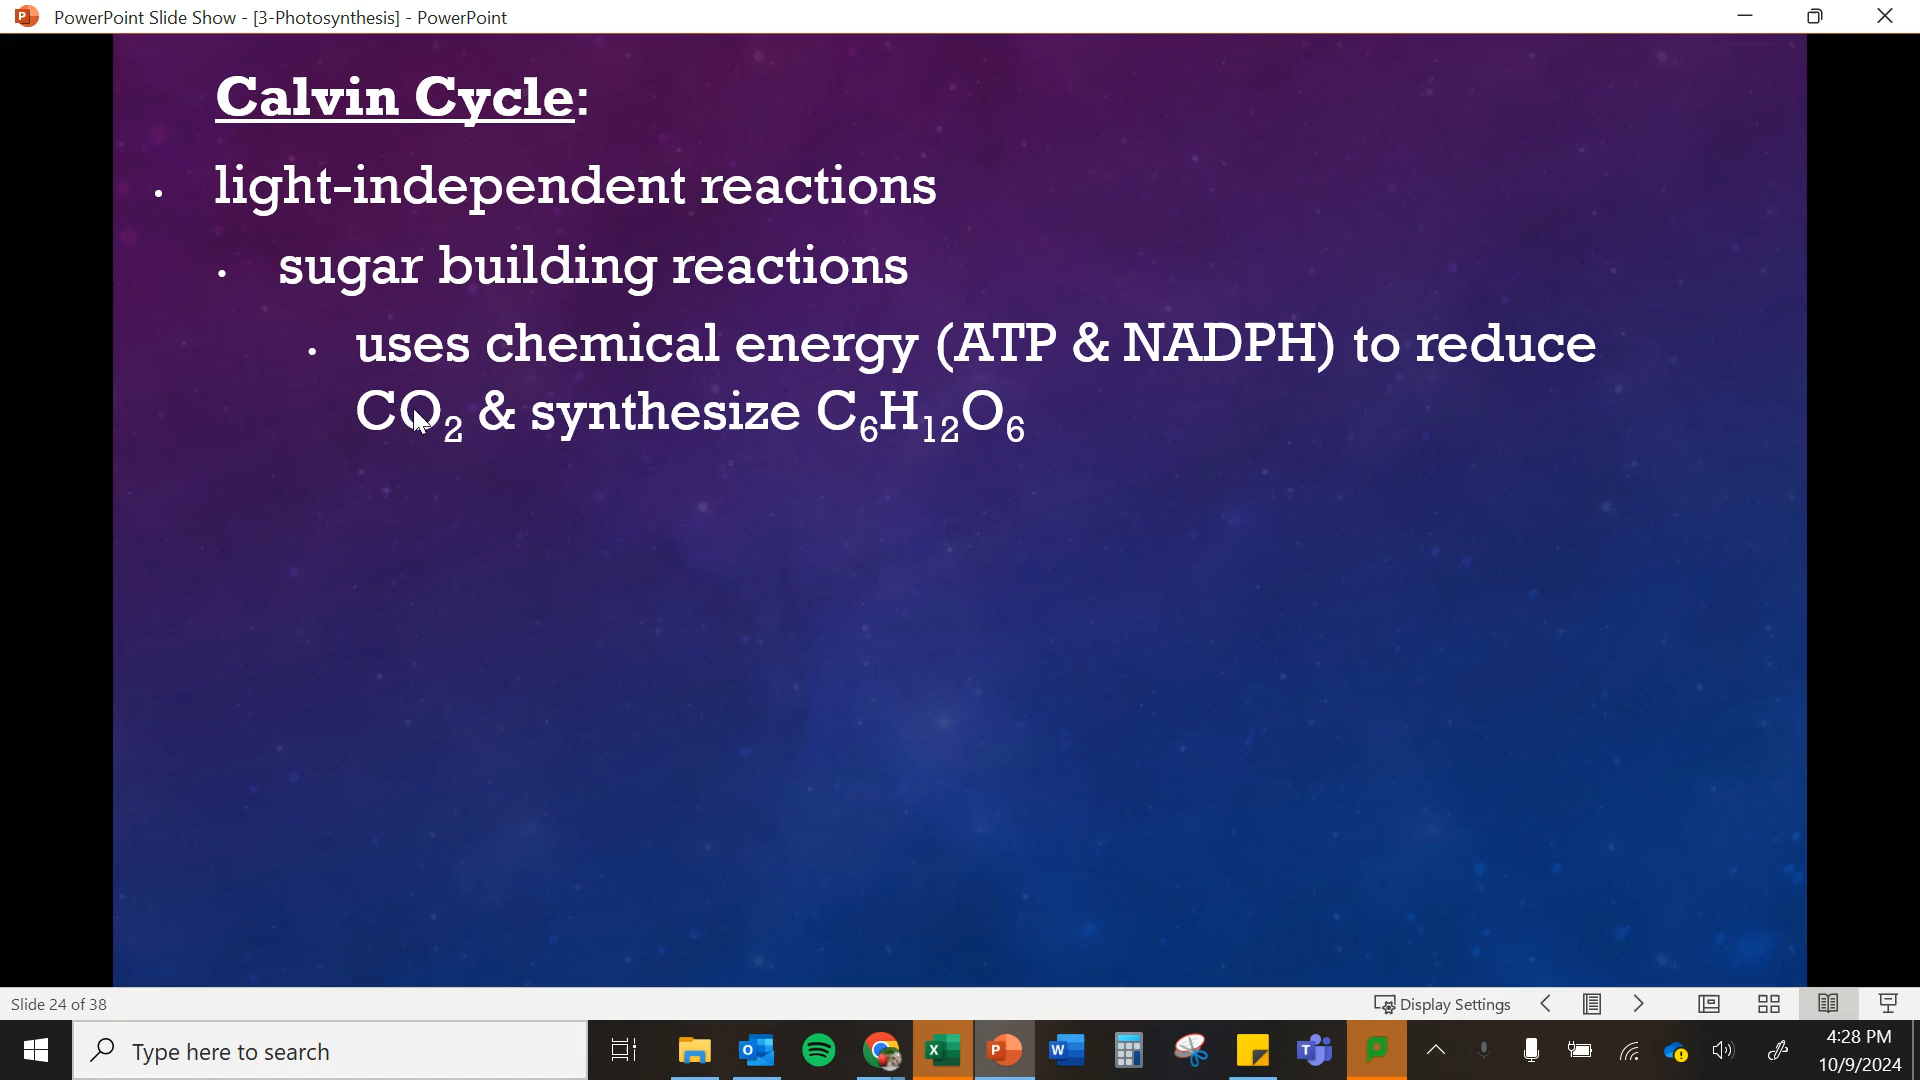 PowerPoint Slide Show - [3-Photosynthesis] - PowerPoint
Calvin Cycle:
• light-independent reactions
• sugar building reactions
• uses chemical energy (ATP & NADPH) to reduce
CO₂ & synthesize C₆H₁₂O₆
Slide 24 of 38
Display Settings
Type here to search
4:28 PM
10/9/2024